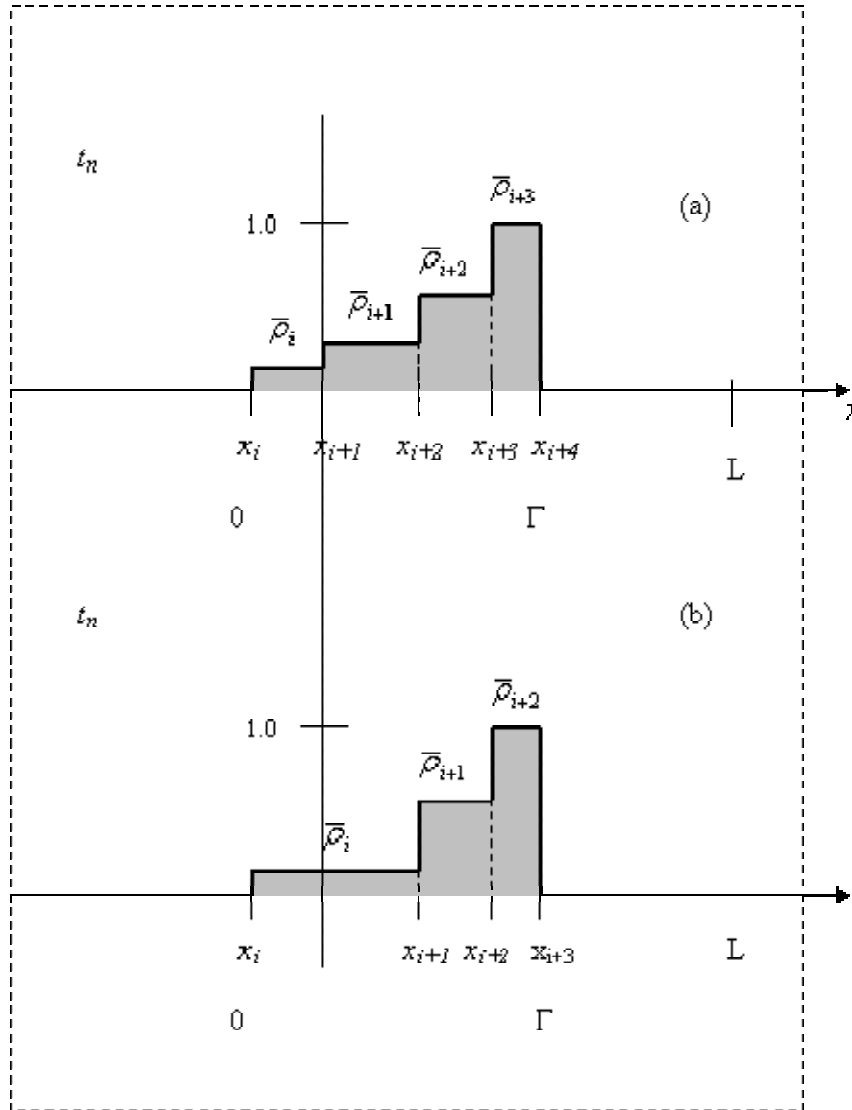 t_n
(a)
ρ̅_{i+3}
1.0
ρ̅_{i+2}
ρ̅_{i+1}
ρ̅_i
x_i x_{i+1} x_{i+2} x_{i+3} x_{i+4}
L
0 Γ
t_n
(b)
ρ̅_{i+2}
1.0
ρ̅_{i+1}
ρ̅_i
x_i x_{i+1} x_{i+2} x_{i+3} L
0 Γ